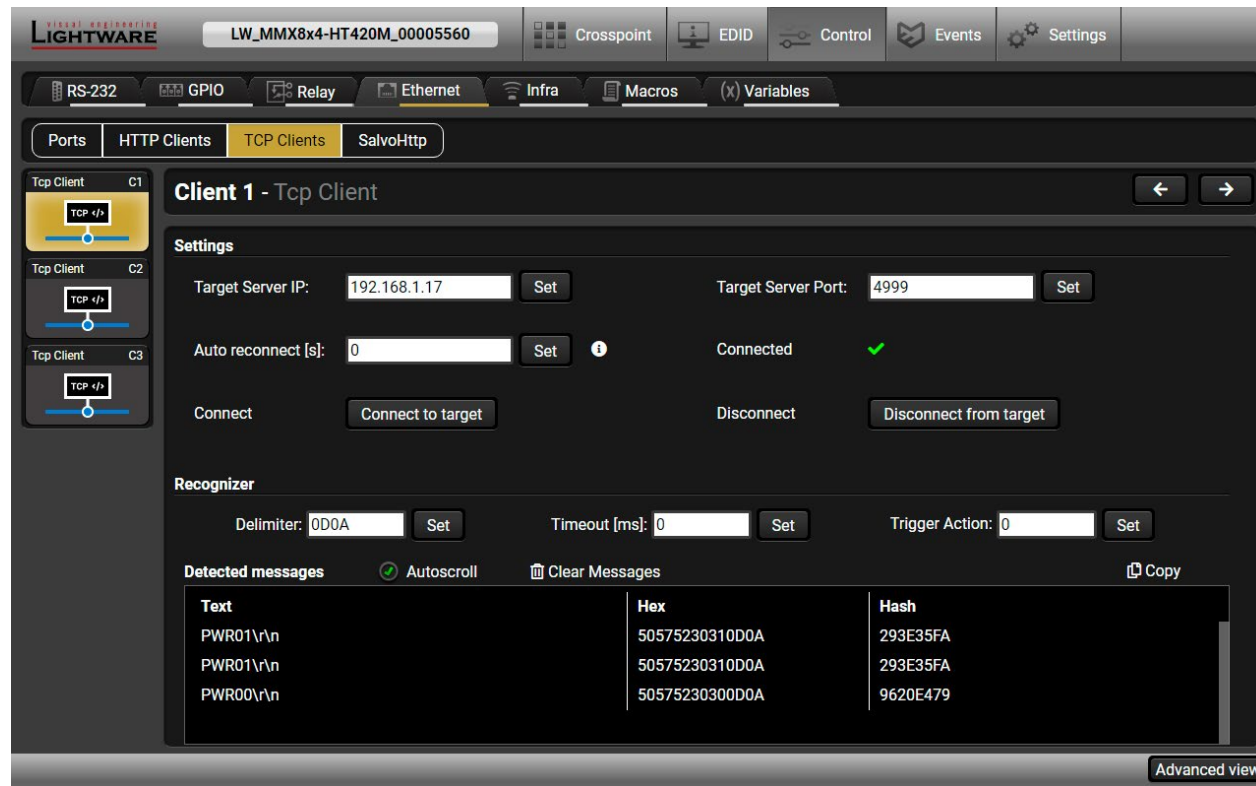 visual engineering
LIGHTWARE
LW_MMX8x4-HT420M_00005560
Crosspoint
EDID
Control
Events
Settings
RS-232
GPIO
Relay
Ethernet
Infra
Macros
(X) Variables
Ports
HTTP Clients
TCP Clients
SalvoHttp
Tcp Client C1
TCP </>
Tcp Client C2
TCP </>
Tcp Client C3
TCP </>
Client 1 - Tcp Client
Settings
Target Server IP: 192.168.1.17 Set
Target Server Port: 4999 Set
Auto reconnect [s]: 0 Set
Connected
Connect Connect to target
Disconnect Disconnect from target
Recognizer
Delimiter: 0D0A Set
Timeout [ms]: 0 Set
Trigger Action: 0 Set
Detected messages Autoscroll Clear Messages Copy
Text Hex Hash
PWR01\r\n 50575230310D0A 293E35FA
PWR01\r\n 50575230310D0A 293E35FA
PWR00\r\n 50575230300D0A 9620E479
Advanced view